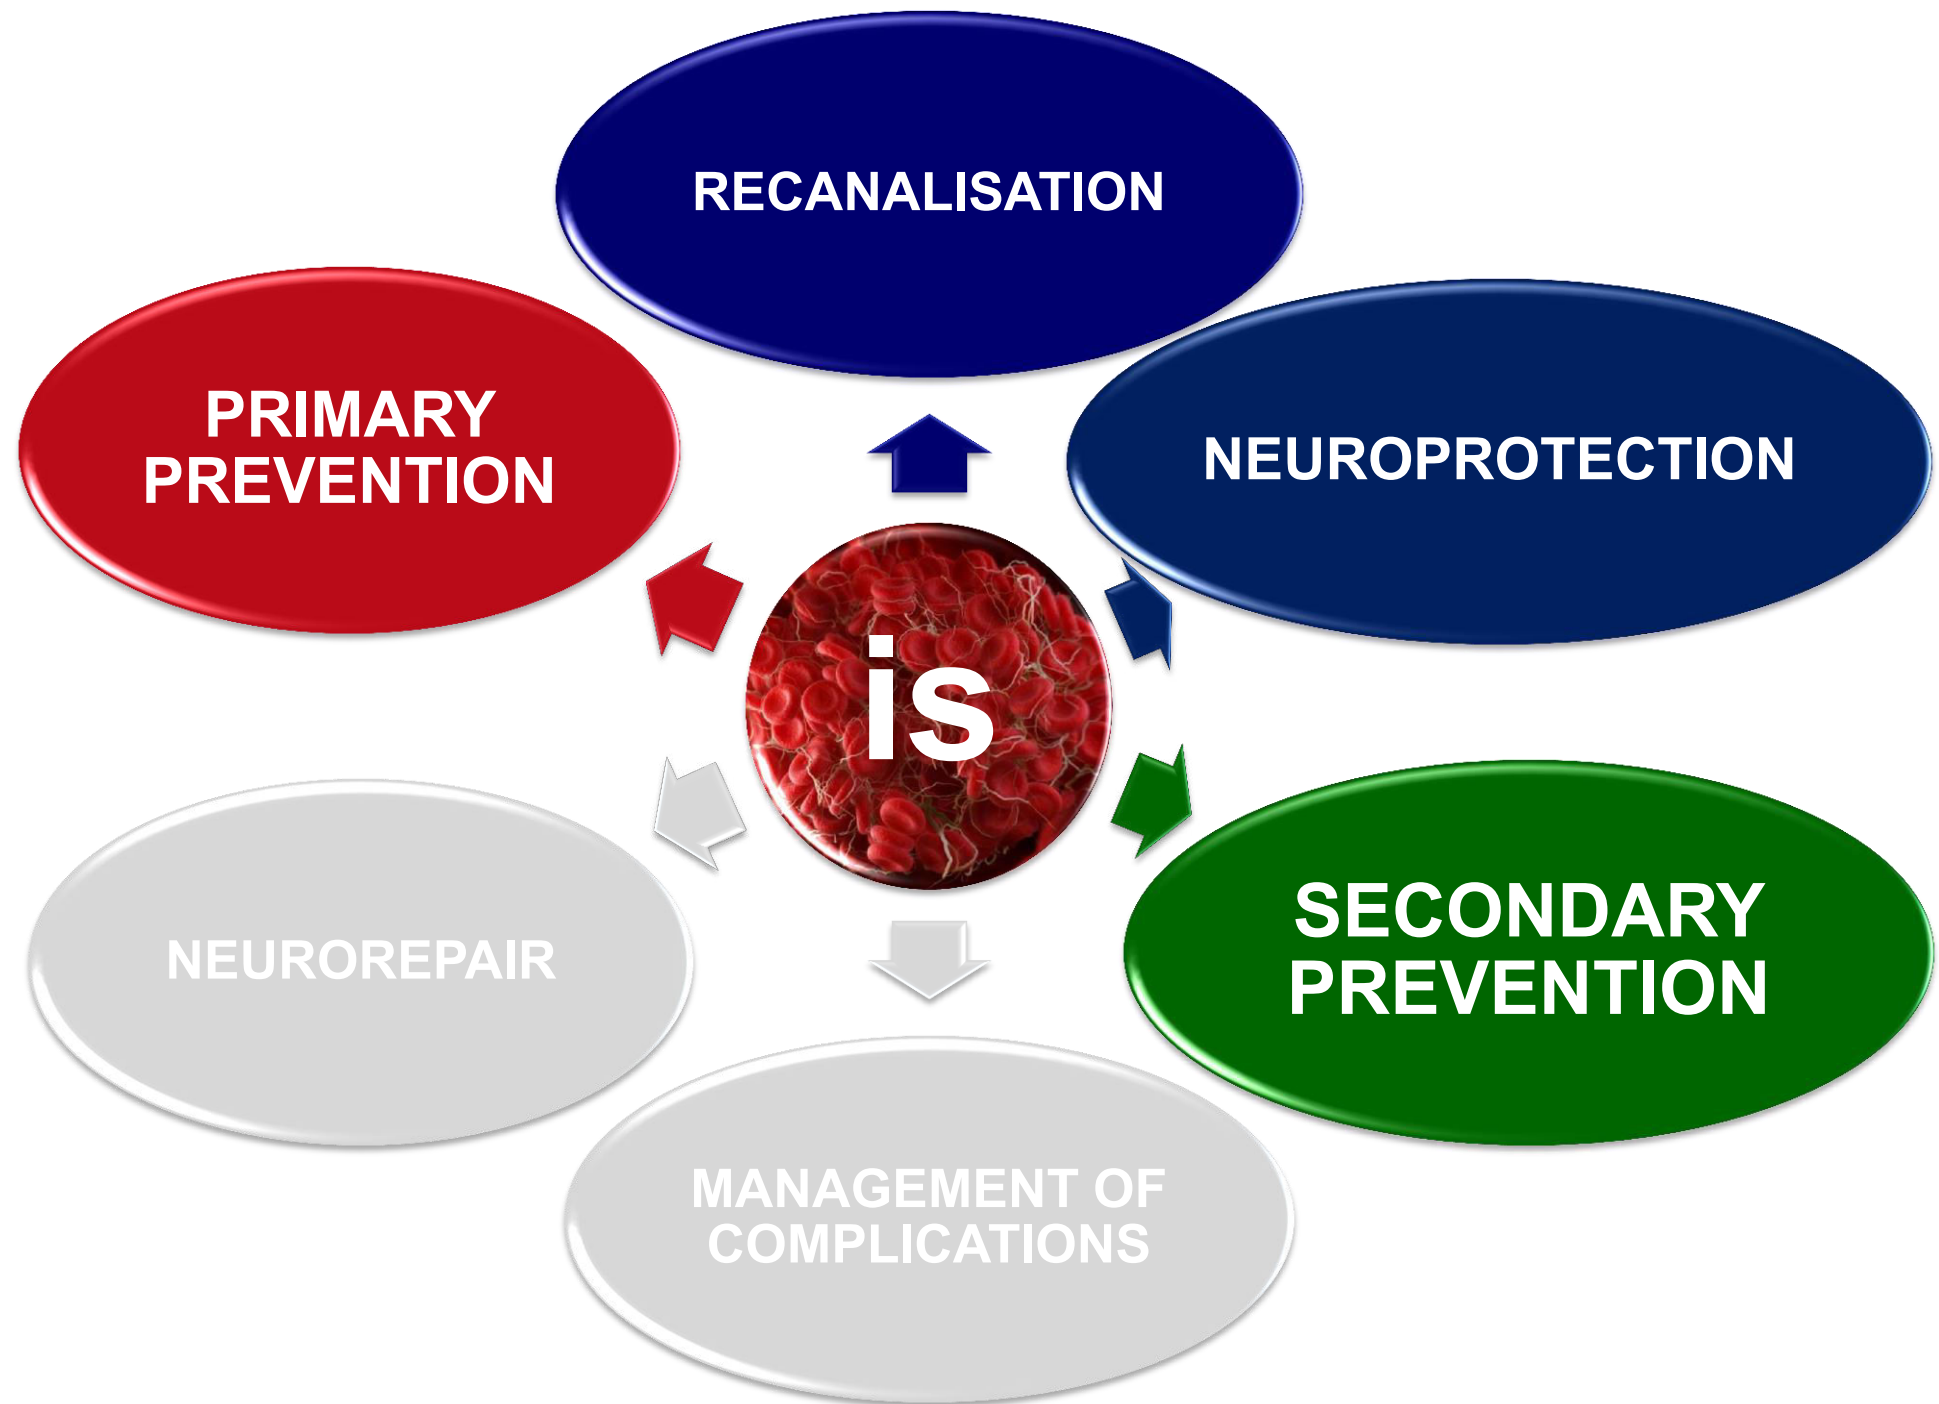 RECANALISATION
PRIMARY
PREVENTION
NEUROPROTECTION
is
SECONDARY
PREVENTION
NEUROREPAIR
MANAGEMENT OF
COMPLICATIONS